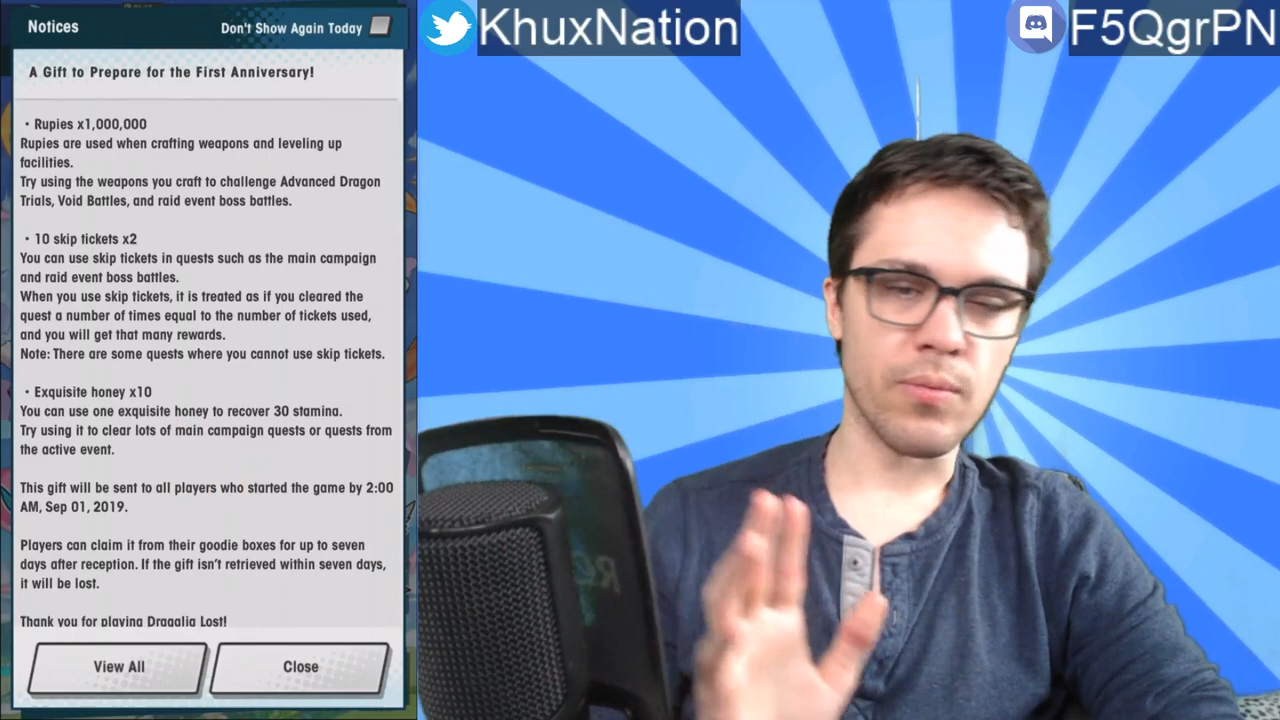 Notices
Don't Show Again Today
A Gift to Prepare for the First Anniversary!
・Rupies x1,000,000
Rupies are used when crafting weapons and leveling up
facilities.
Try using the weapons you craft to challenge Advanced Dragon
Trials, Void Battles, and raid event boss battles.
・10 skip tickets x2
You can use skip tickets in quests such as the main campaign
and raid event boss battles.
When you use skip tickets, it is treated as if you cleared the
quest a number of times equal to the number of tickets used,
and you will get that many rewards.
Note: There are some quests where you cannot use skip tickets.
・Exquisite honey x10
You can use one exquisite honey to recover 30 stamina.
Try using it to clear lots of main campaign quests or quests from
the active event.
This gift will be sent to all players who started the game by 2:00
AM, Sep 01, 2019.
Players can claim it from their goodie boxes for up to seven
days after reception. If the gift isn't retrieved within seven days,
it will be lost.
Thank you for playing Dragalia Lost!
View All
Close
KhuxNation
F5QgrPN